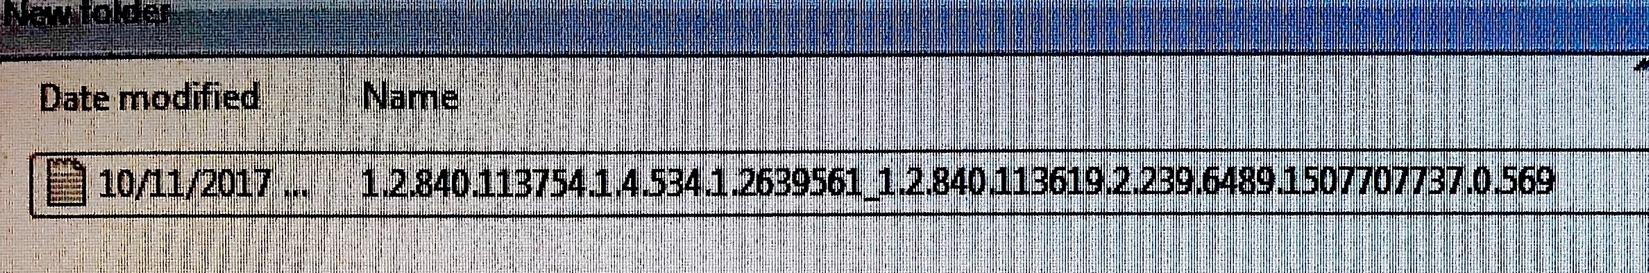 New folder
Date modified Name
10/11/2017 ... 1.2.840.113754.1.4.534.1.2639561_1.2.840.113619.2.239.6489.1507707737.0.569